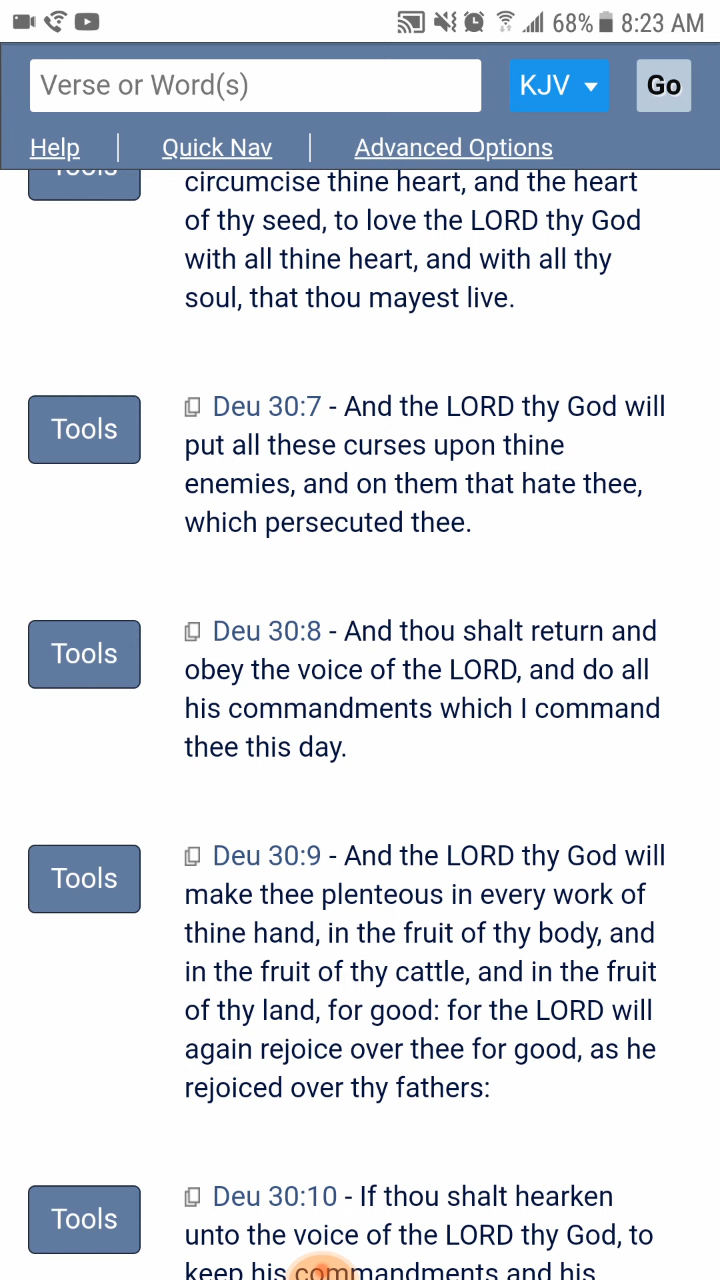 68% 8:23 AM
Verse or Word(s) KJV Go
Help Quick Nav Advanced Options
Tools circumcise thine heart, and the heart
of thy seed, to love the LORD thy God
with all thine heart, and with all thy
soul, that thou mayest live.
Deu 30:7 - And the LORD thy God will
Tools put all these curses upon thine
enemies, and on them that hate thee,
which persecuted thee.
Deu 30:8 - And thou shalt return and
Tools obey the voice of the LORD, and do all
his commandments which I command
thee this day.
Deu 30:9 - And the LORD thy God will
Tools make thee plenteous in every work of
thine hand, in the fruit of thy body, and
in the fruit of thy cattle, and in the fruit
of thy land, for good: for the LORD will
again rejoice over thee for good, as he
rejoiced over thy fathers:
Deu 30:10 - If thou shalt hearken
Tools unto the voice of the LORD thy God, to
keep his commandments and his